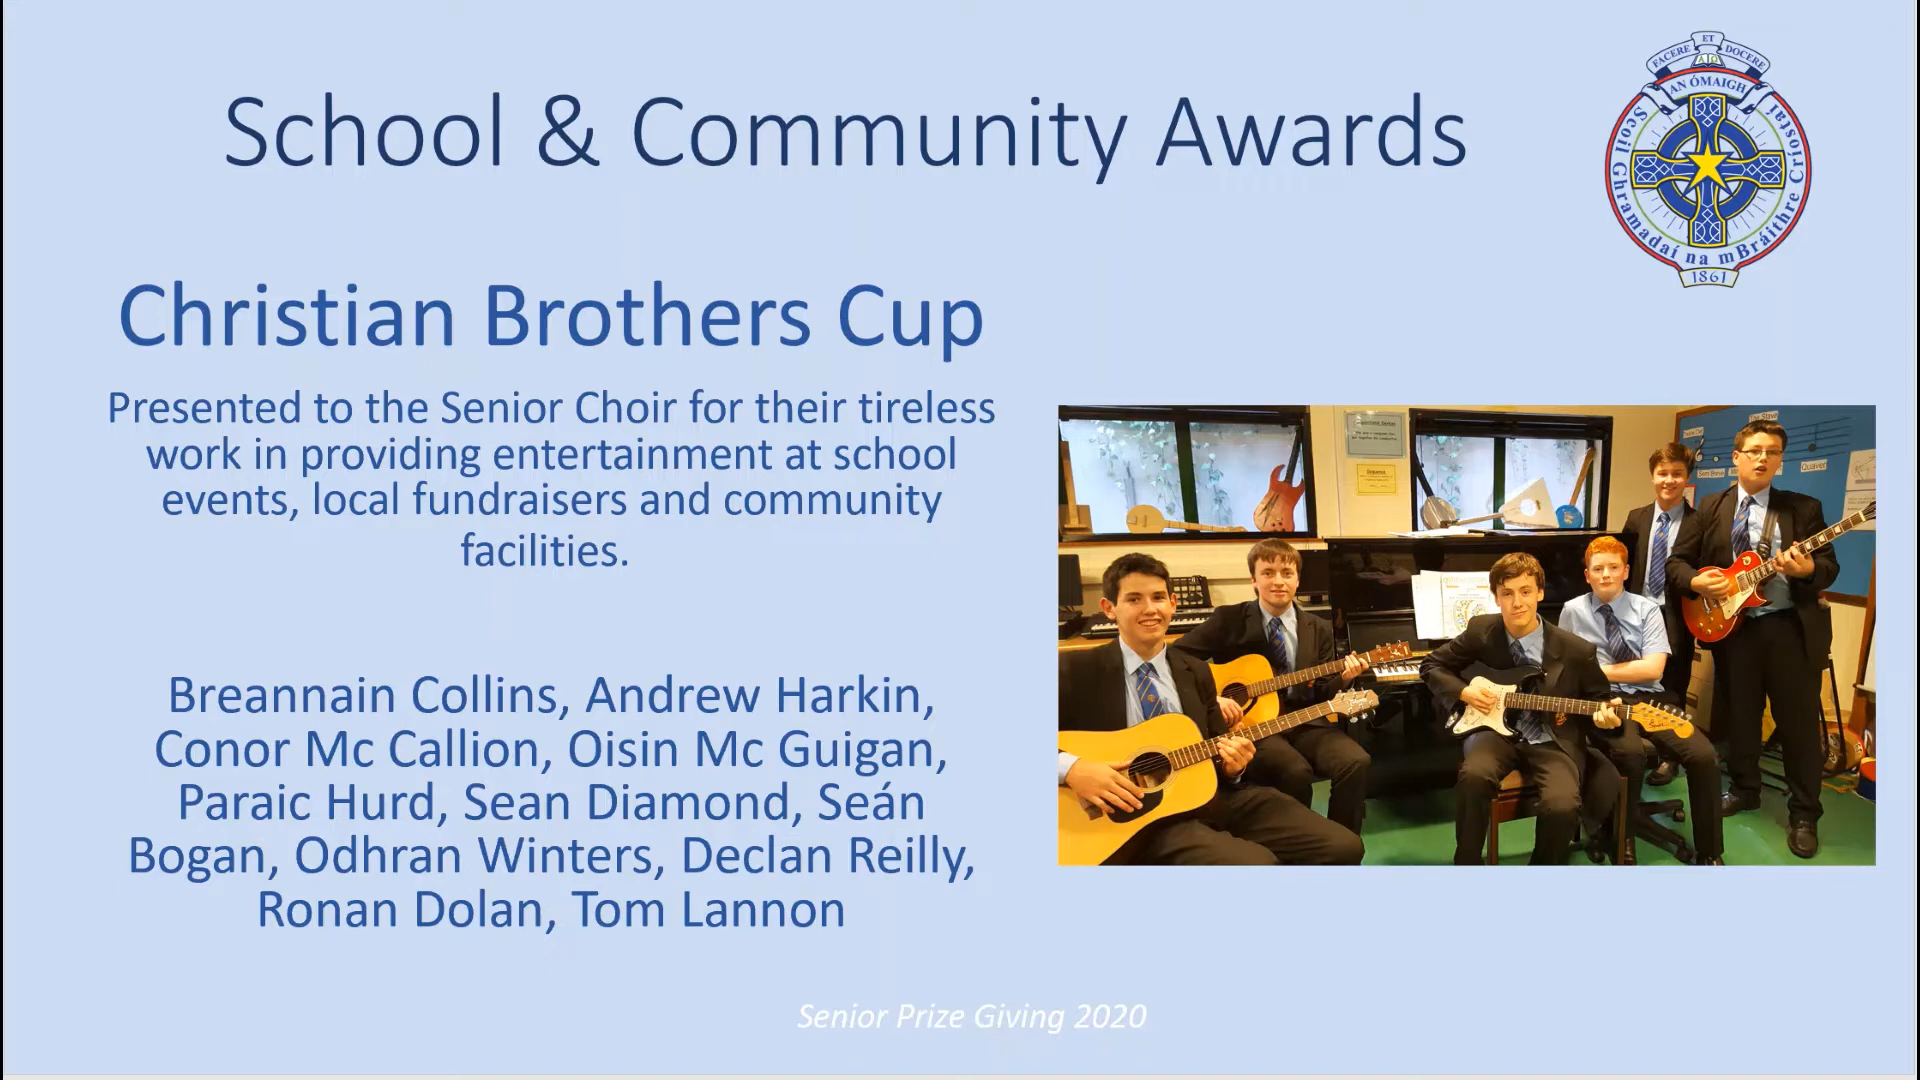 School & Community Awards
FACERE ET DOCERE
AN ÓMAIGH
Scoil Ghramadaí na mBráithre Críostaí
1861
Christian Brothers Cup
Presented to the Senior Choir for their tireless
work in providing entertainment at school
events, local fundraisers and community
facilities.
Breannain Collins, Andrew Harkin,
Conor Mc Callion, Oisin Mc Guigan,
Paraic Hurd, Sean Diamond, Seán
Bogan, Odhran Winters, Declan Reilly,
Ronan Dolan, Tom Lannon
The Stave
Quaver
Senior Prize Giving 2020